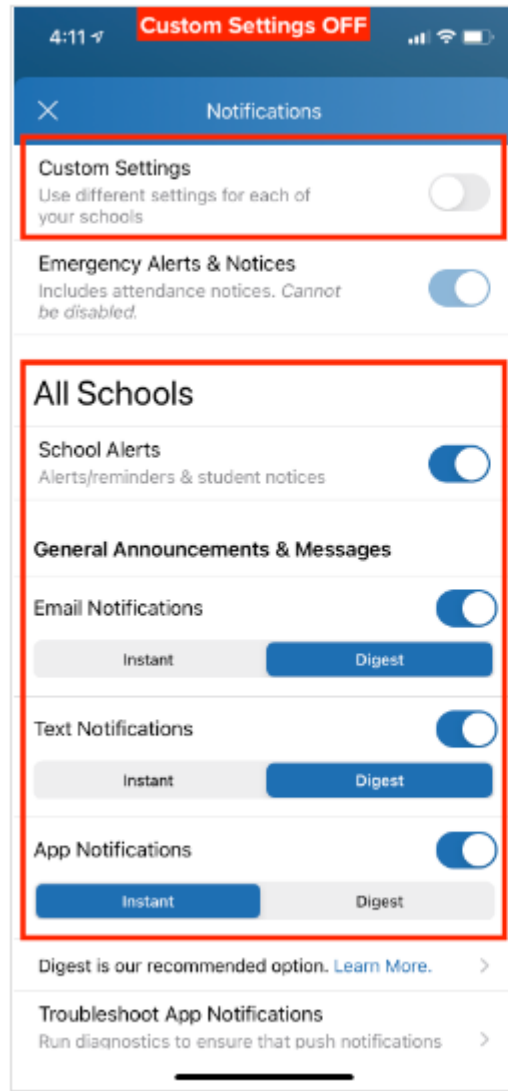 Custom Settings OFF
4:11
Notifications
Custom Settings
Use different settings for each of
your schools
Emergency Alerts & Notices
Includes attendance notices. Cannot
be disabled.
All Schools
School Alerts
Alerts/reminders & student notices
General Announcements & Messages
Email Notifications
Instant Digest
Text Notifications
Instant Digest
App Notifications
Instant Digest
Digest is our recommended option. Learn More.
Troubleshoot App Notifications
Run diagnostics to ensure that push notifications